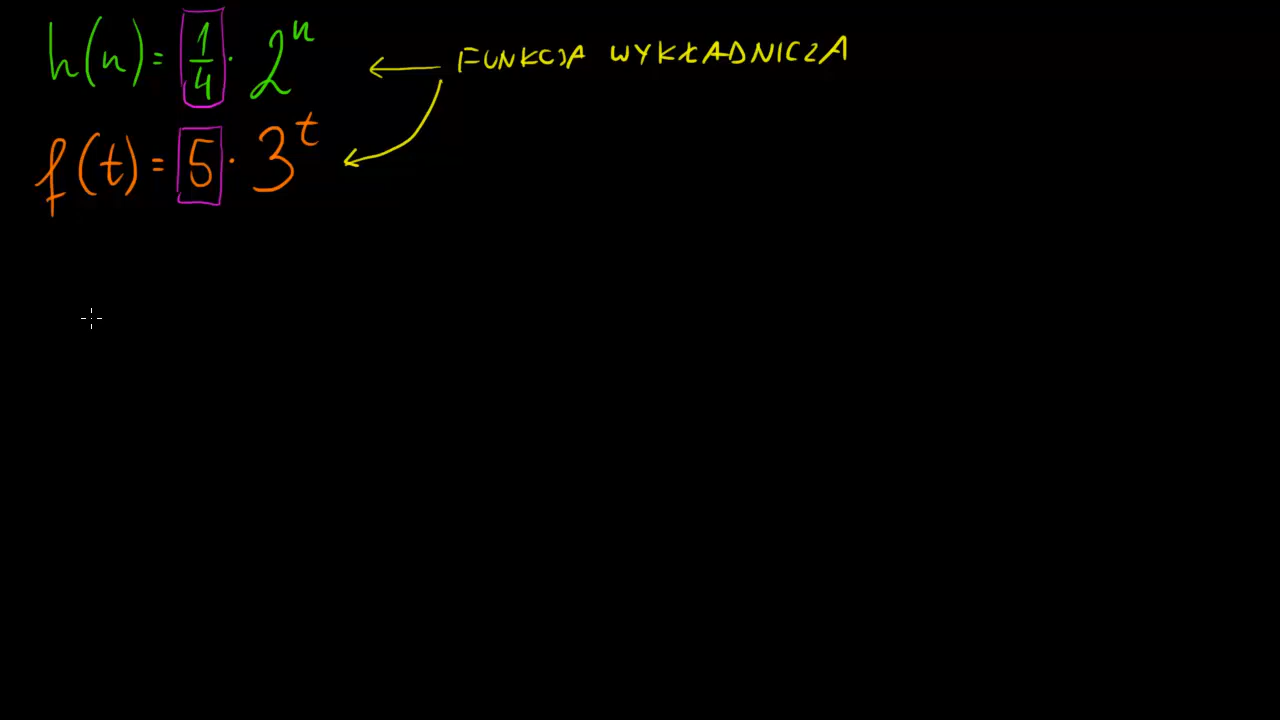 h(n) = 1/4 · 2^n
FUNKCJA WYKŁADNICZA
f(t) = 5 · 3^t